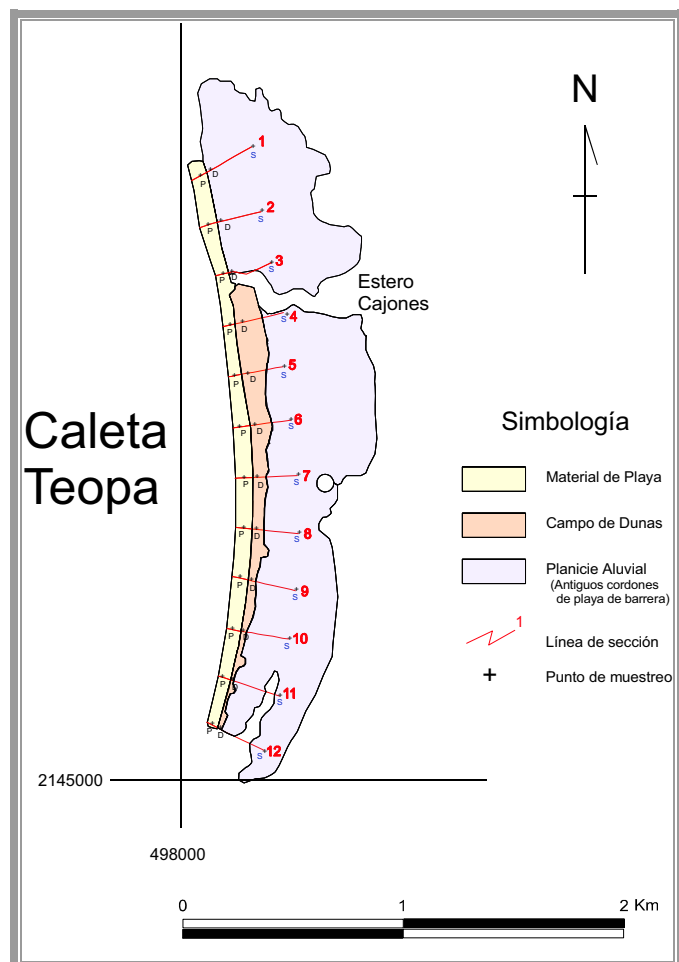 N
1
P
D
S
2
P
D
S
3
P
D
S
Estero
Cajones
4
P
D
S
5
P
D
S
6
P
D
S
Caleta
Teopa
7
P
D
S
8
P
D
S
9
P
D
S
10
P
D
S
11
P
D
S
12
P
D
S
Simbología
Material de Playa
Campo de Dunas
Planicie Aluvial
(Antiguos cordones
de playa de barrera)
1
Línea de sección
Punto de muestreo
2145000
498000
0 1 2 Km